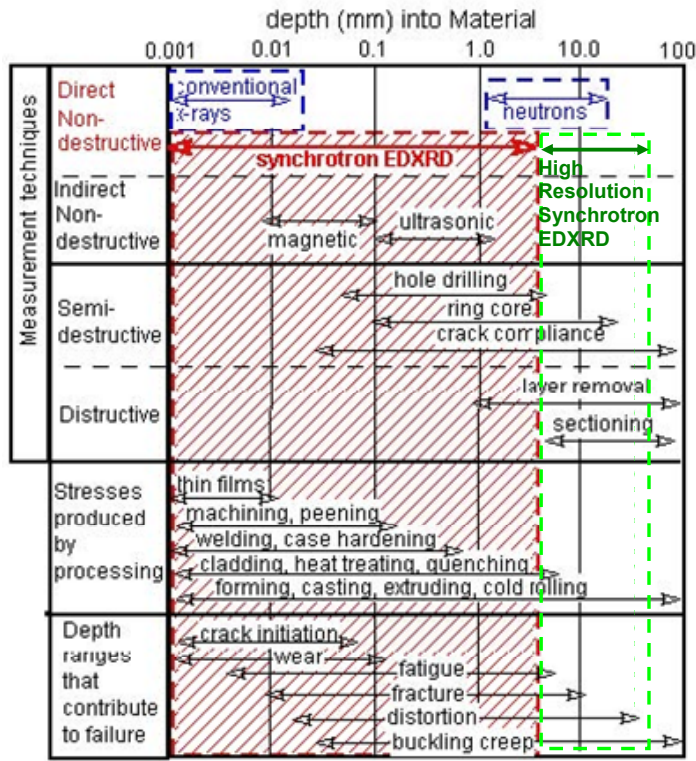 depth (mm) into Material
0.001 0.01 0.1 1.0 10.0 100
Measurement techniques
Direct
Non-
destructive
conventional
x-rays
neutrons
synchrotron EDXRD
High
Resolution
Synchrotron
EDXRD
Indirect
Non-
destructive
magnetic
ultrasonic
Semi-
destructive
hole drilling
ring core
crack compliance
Distructive
layer removal
sectioning
Stresses
produced
by
processing
thin films
machining, peening
welding, case hardening
cladding, heat treating, quenching
forming, casting, extruding, cold rolling
Depth
ranges
that
contribute
to failure
crack initiation
wear
fatigue
fracture
distortion
buckling creep